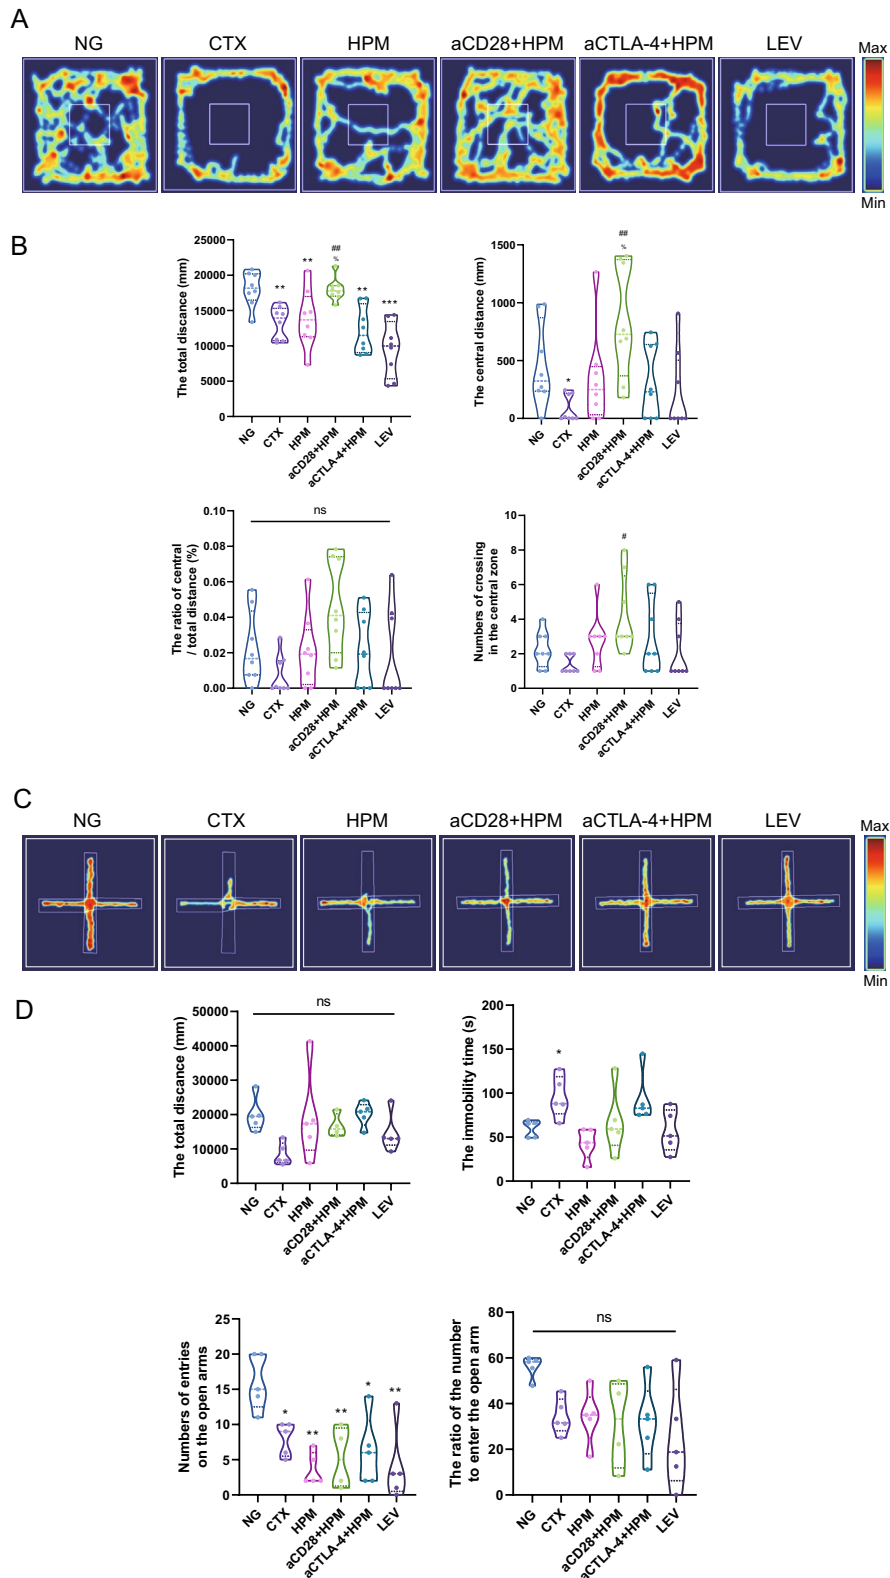 A
NG CTX HPM aCD28+HPM aCTLA-4+HPM LEV Max
Min
B
The total discance (mm)
25000
20000
15000
10000
5000
0
** ** ## % ** ***
NG CTX HPM aCD28+HPM aCTLA-4+HPM LEV
The central distance (mm)
1500
1000
500
0
* ## %
NG CTX HPM aCD28+HPM aCTLA-4+HPM LEV
The ratio of central
/ total distance (%)
0.10
0.08
0.06
0.04
0.02
0.00
ns
NG CTX HPM aCD28+HPM aCTLA-4+HPM LEV
Numbers of crossing
in the central zone
10
8
6
4
2
0
#
NG CTX HPM aCD28+HPM aCTLA-4+HPM LEV
C
NG CTX HPM aCD28+HPM aCTLA-4+HPM LEV Max
Min
D
The total discance (mm)
50000
40000
30000
20000
10000
0
ns
NG CTX HPM aCD28+HPM aCTLA-4+HPM LEV
The immobility time (s)
200
150
100
50
0
*
NG CTX HPM aCD28+HPM aCTLA-4+HPM LEV
Numbers of entries
on the open arms
25
20
15
10
5
0
* ** ** * **
NG CTX HPM aCD28+HPM aCTLA-4+HPM LEV
The ratio of the number
to enter the open arm
80
60
40
20
0
ns
NG CTX HPM aCD28+HPM aCTLA-4+HPM LEV